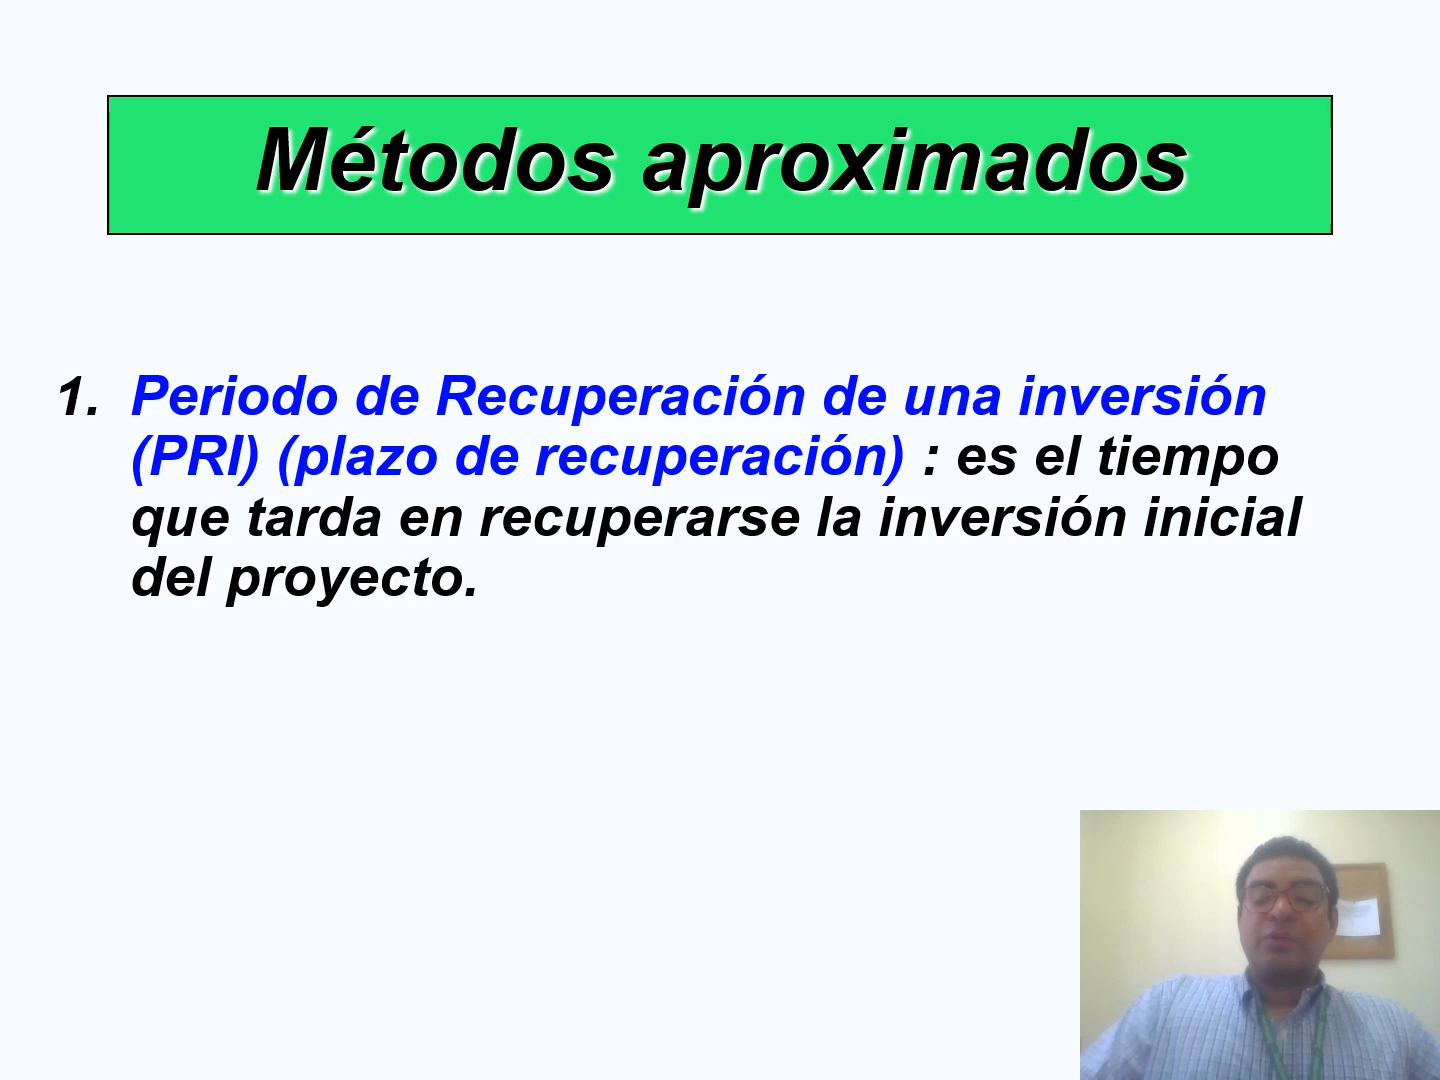 Métodos aproximados
1. Periodo de Recuperación de una inversión
(PRI) (plazo de recuperación) : es el tiempo
que tarda en recuperarse la inversión inicial
del proyecto.